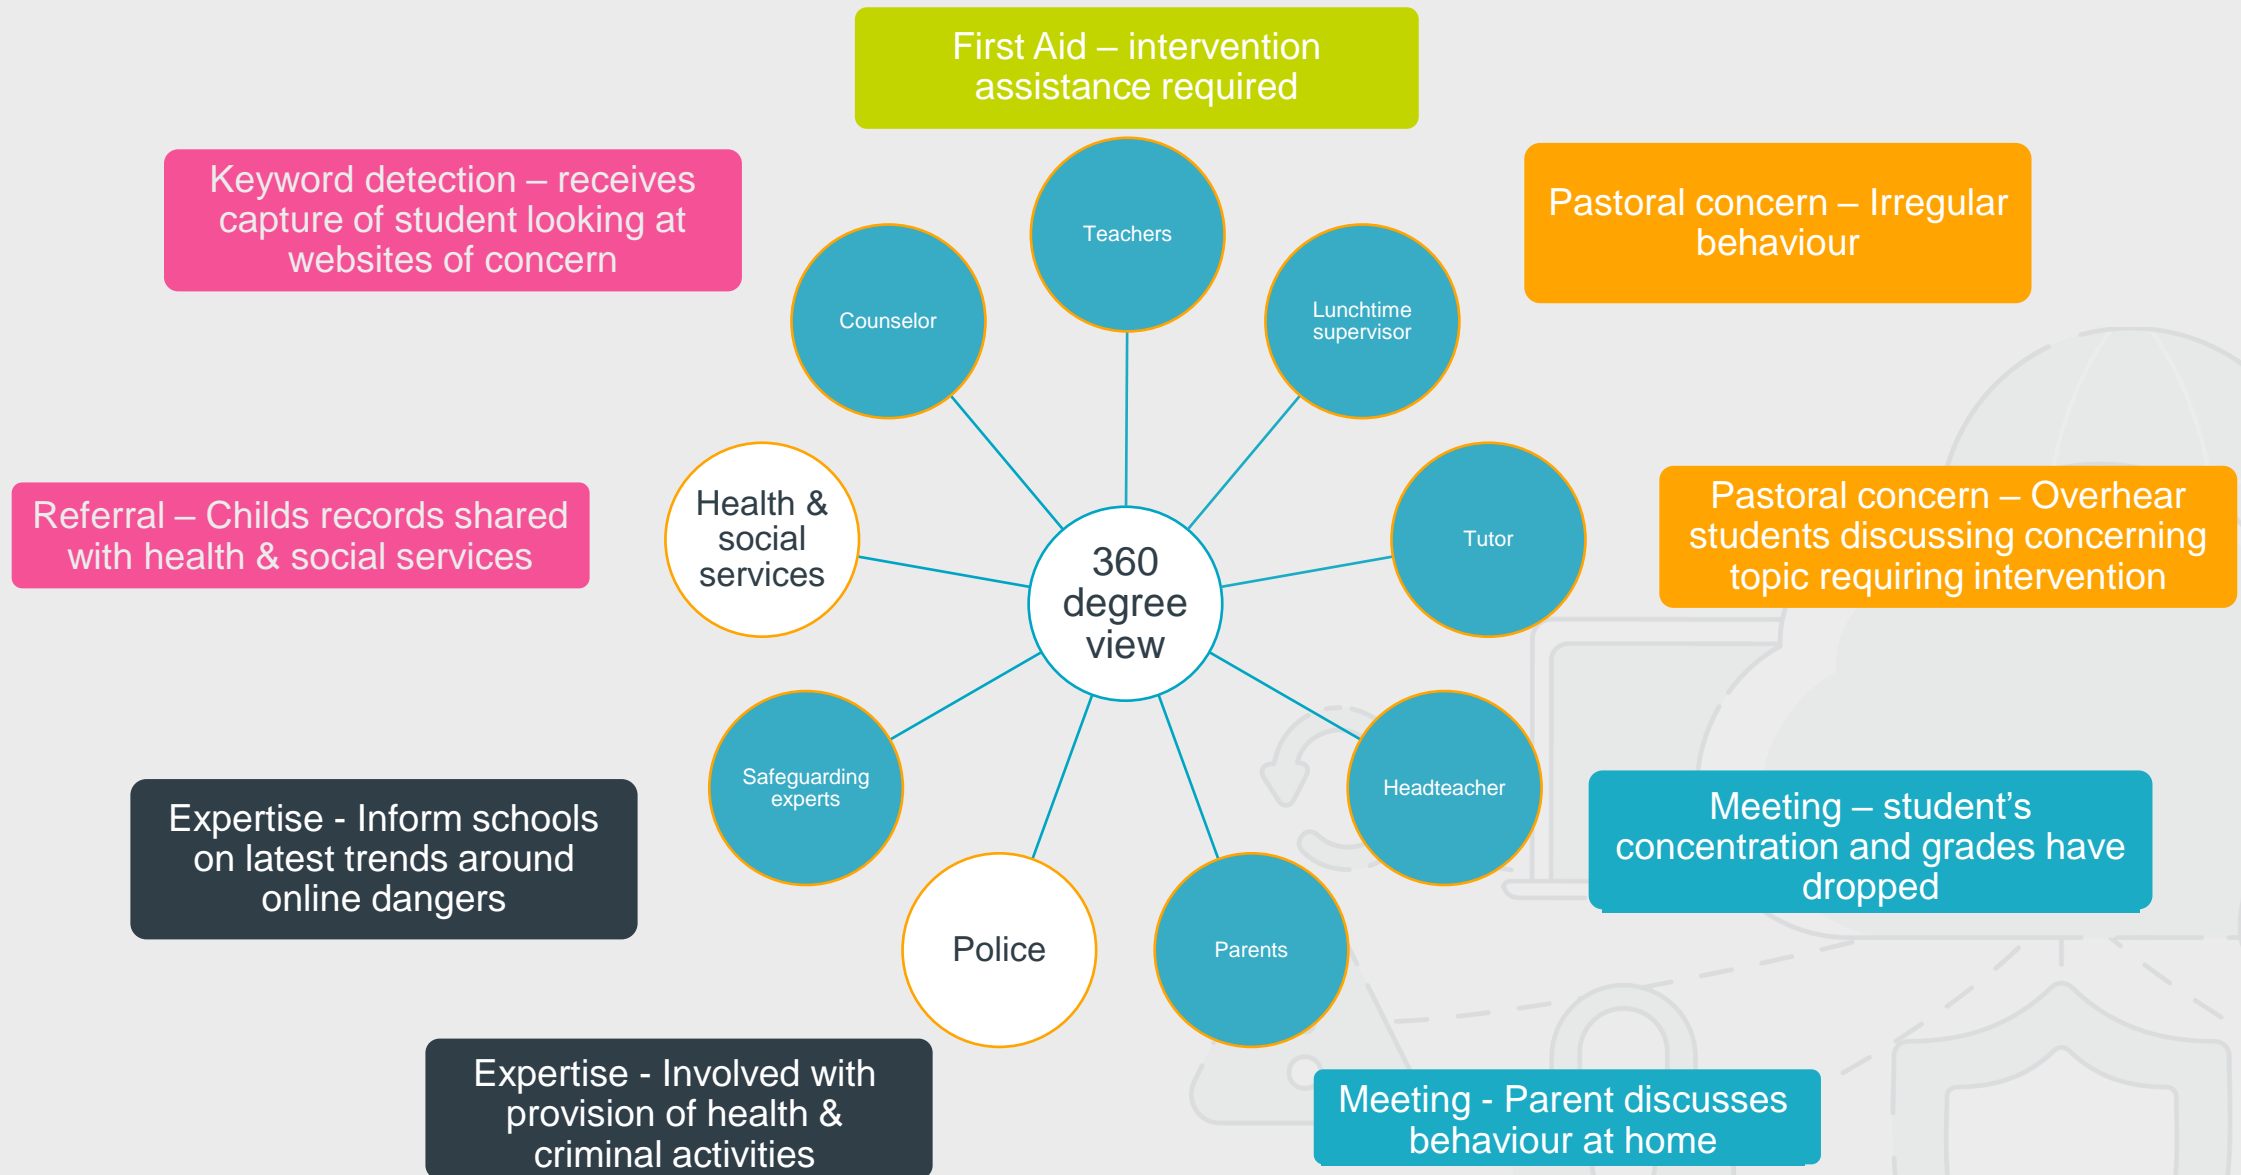 First Aid – intervention
assistance required
Keyword detection – receives
capture of student looking at
websites of concern
Pastoral concern – Irregular
behaviour
Teachers
Counselor
Lunchtime
supervisor
Referral – Childs records shared
with health & social services
Health &
social
services
360
degree
view
Tutor
Pastoral concern – Overhear
students discussing concerning
topic requiring intervention
Expertise - Inform schools
on latest trends around
online dangers
Safeguarding
experts
Headteacher
Meeting – student’s
concentration and grades have
dropped
Police
Parents
Expertise - Involved with
provision of health &
criminal activities
Meeting - Parent discusses
behaviour at home